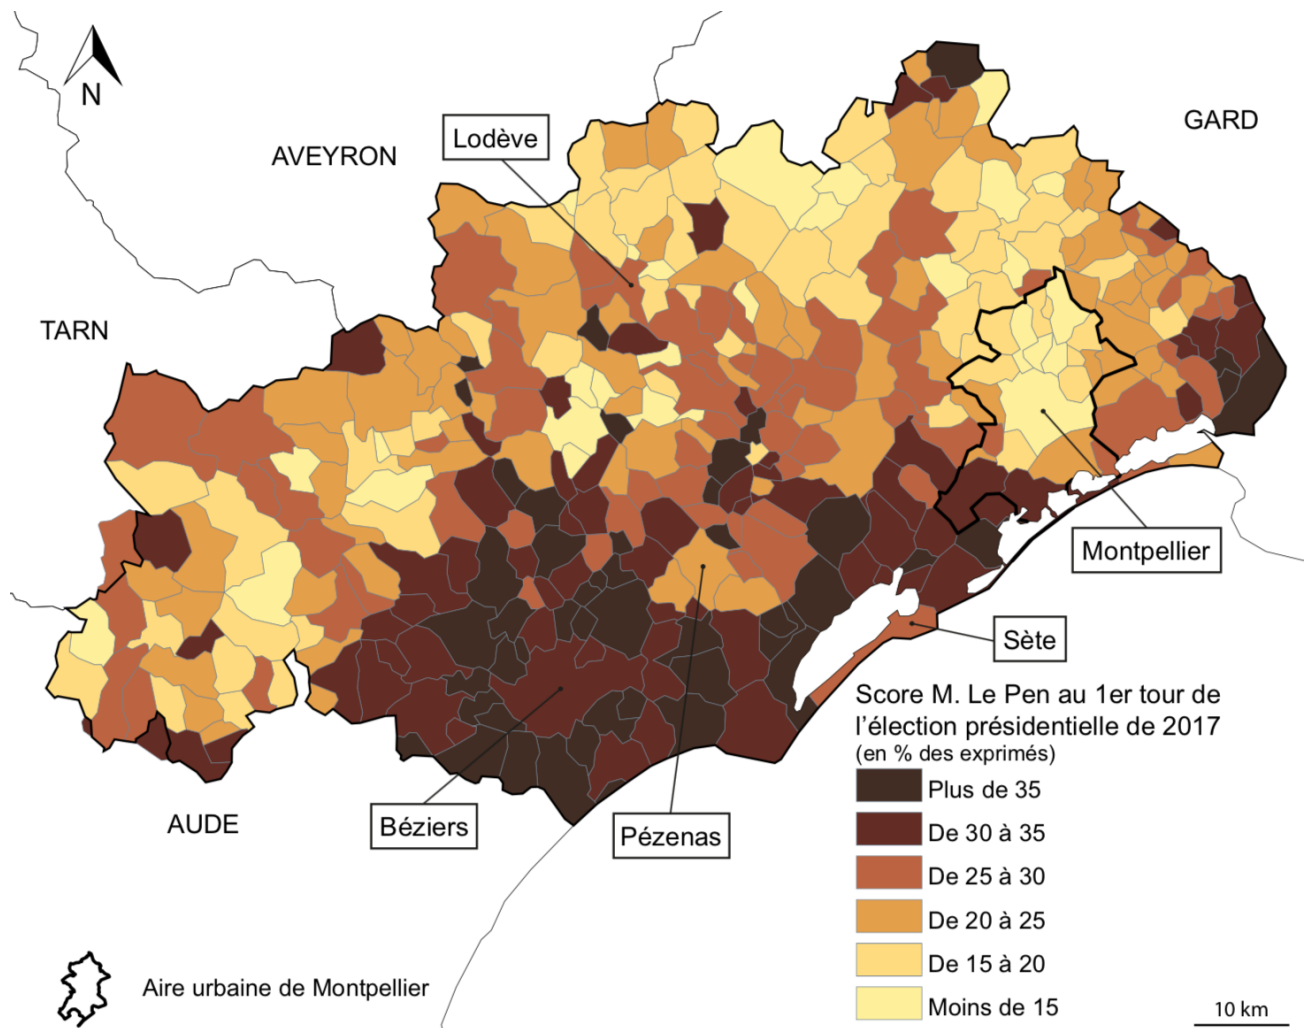 N
AVEYRON
Lodève
GARD
TARN
Montpellier
Sète
AUDE
Béziers
Pézenas
Score M. Le Pen au 1er tour de
l'élection présidentielle de 2017
(en % des exprimés)
Plus de 35
De 30 à 35
De 25 à 30
De 20 à 25
De 15 à 20
Moins de 15
Aire urbaine de Montpellier
10 km